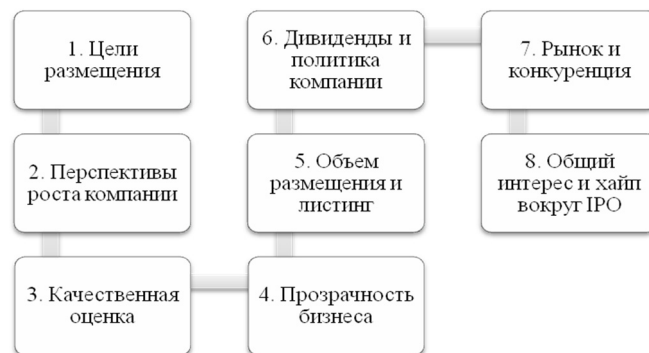 1. Цели
размещения
2. Перспективы
роста компании
3. Качественная
оценка
4. Прозрачность
бизнеса
5. Объем
размещения и
листинг
6. Дивиденды и
политика
компании
7. Рынок и
конкуренция
8. Общий
интерес и хайп
вокруг IPO